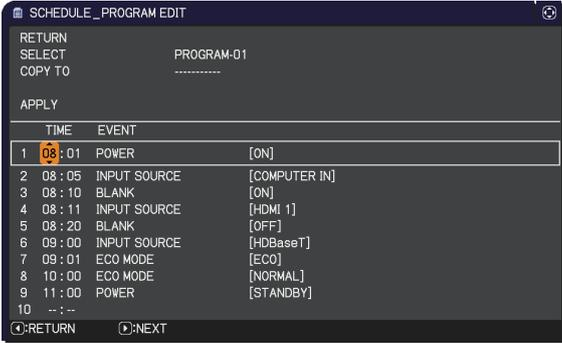 SCHEDULE_PROGRAM EDIT
RETURN
SELECT PROGRAM-01
COPY TO -----------
APPLY
TIME EVENT
1 08:01 POWER [ON]
2 08:05 INPUT SOURCE [COMPUTER IN]
3 08:10 BLANK [ON]
4 08:11 INPUT SOURCE [HDMI 1]
5 08:20 BLANK [OFF]
6 09:00 INPUT SOURCE [HDBaseT]
7 09:01 ECO MODE [ECO]
8 10:00 ECO MODE [NORMAL]
9 11:00 POWER [STANDBY]
10 --:--
:RETURN :NEXT